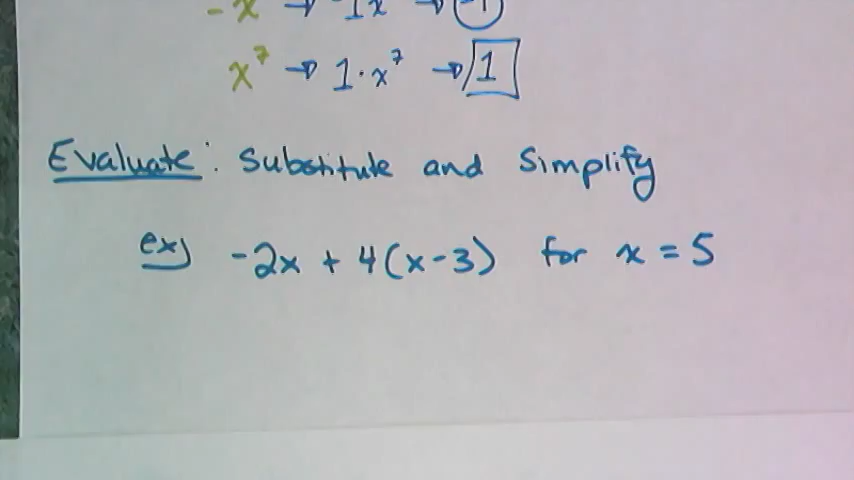 -x → -1x → -1
x⁷ → 1·x⁷ → 1
Evaluate: Substitute and Simplify
ex) -2x + 4(x-3) for x = 5